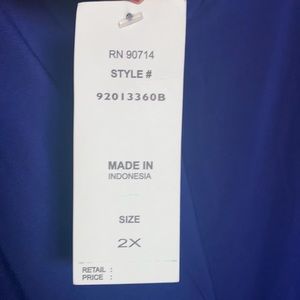 RN 90714
STYLE #
92013360B
MADE IN
INDONESIA
SIZE
2X
RETAIL :
PRICE :